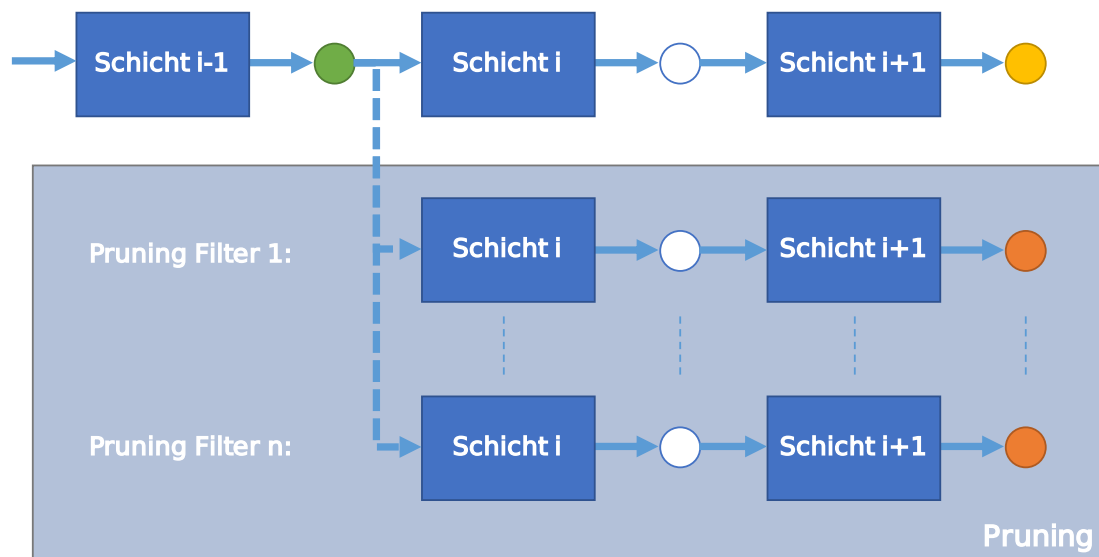 Schicht i-1
Schicht i
Schicht i+1
Pruning Filter 1:
Schicht i
Schicht i+1
Pruning Filter n:
Schicht i
Schicht i+1
Pruning